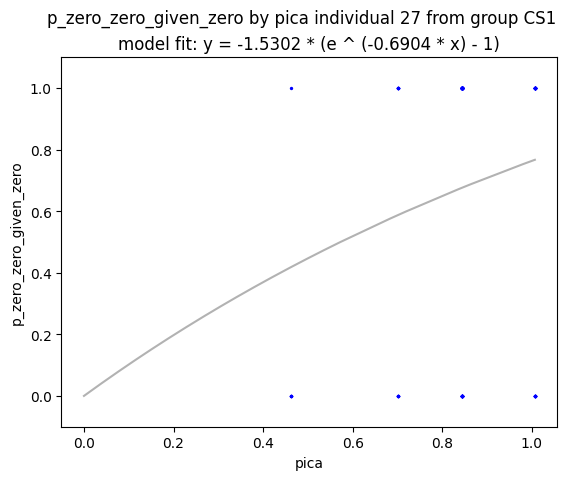 p_zero_zero_given_zero by pica individual 27 from group CS1
model fit: y = -1.5302 * (e ^ (-0.6904 * x) - 1)
1.0
0.8
0.6
0.4
0.2
0.0
p_zero_zero_given_zero
0.0 0.2 0.4 0.6 0.8 1.0
pica